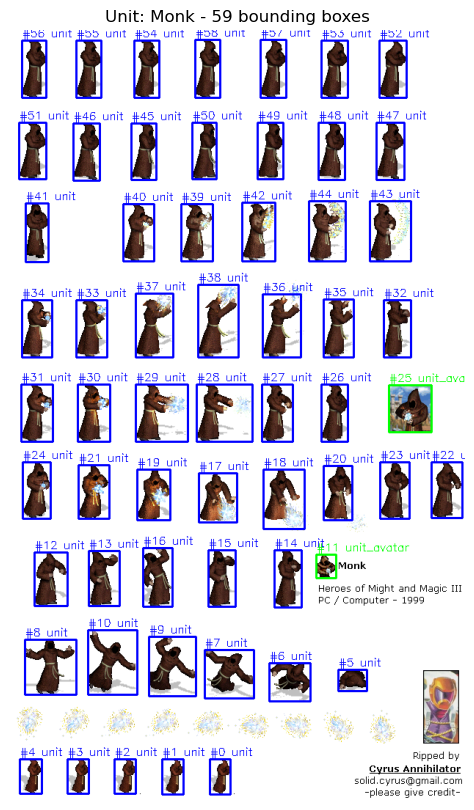 Unit: Monk - 59 bounding boxes
#56 unit #55 unit #54 unit #58 unit #57 unit #53 unit #52 unit
#51 unit #46 unit #45 unit #50 unit #49 unit #48 unit #47 unit
#41 unit #40 unit #39 unit #42 unit #44 unit #43 unit
#34 unit #33 unit #37 unit #38 unit #36 unit #35 unit #32 unit
#31 unit #30 unit #29 unit #28 unit #27 unit #26 unit #25 unit_ava
#24 unit #21 unit #19 unit #17 unit #18 unit #20 unit #23 unit #22 unit
#12 unit #13 unit #16 unit #15 unit #14 unit #11 unit_avatar
Monk
Heroes of Might and Magic III
PC / Computer - 1999
#8 unit #10 unit #9 unit #7 unit #6 unit #5 unit
#4 unit #3 unit #2 unit #1 unit #0 unit
Ripped by
Cyrus Annihilator
solid.cyrus@gmail.com
~please give credit~